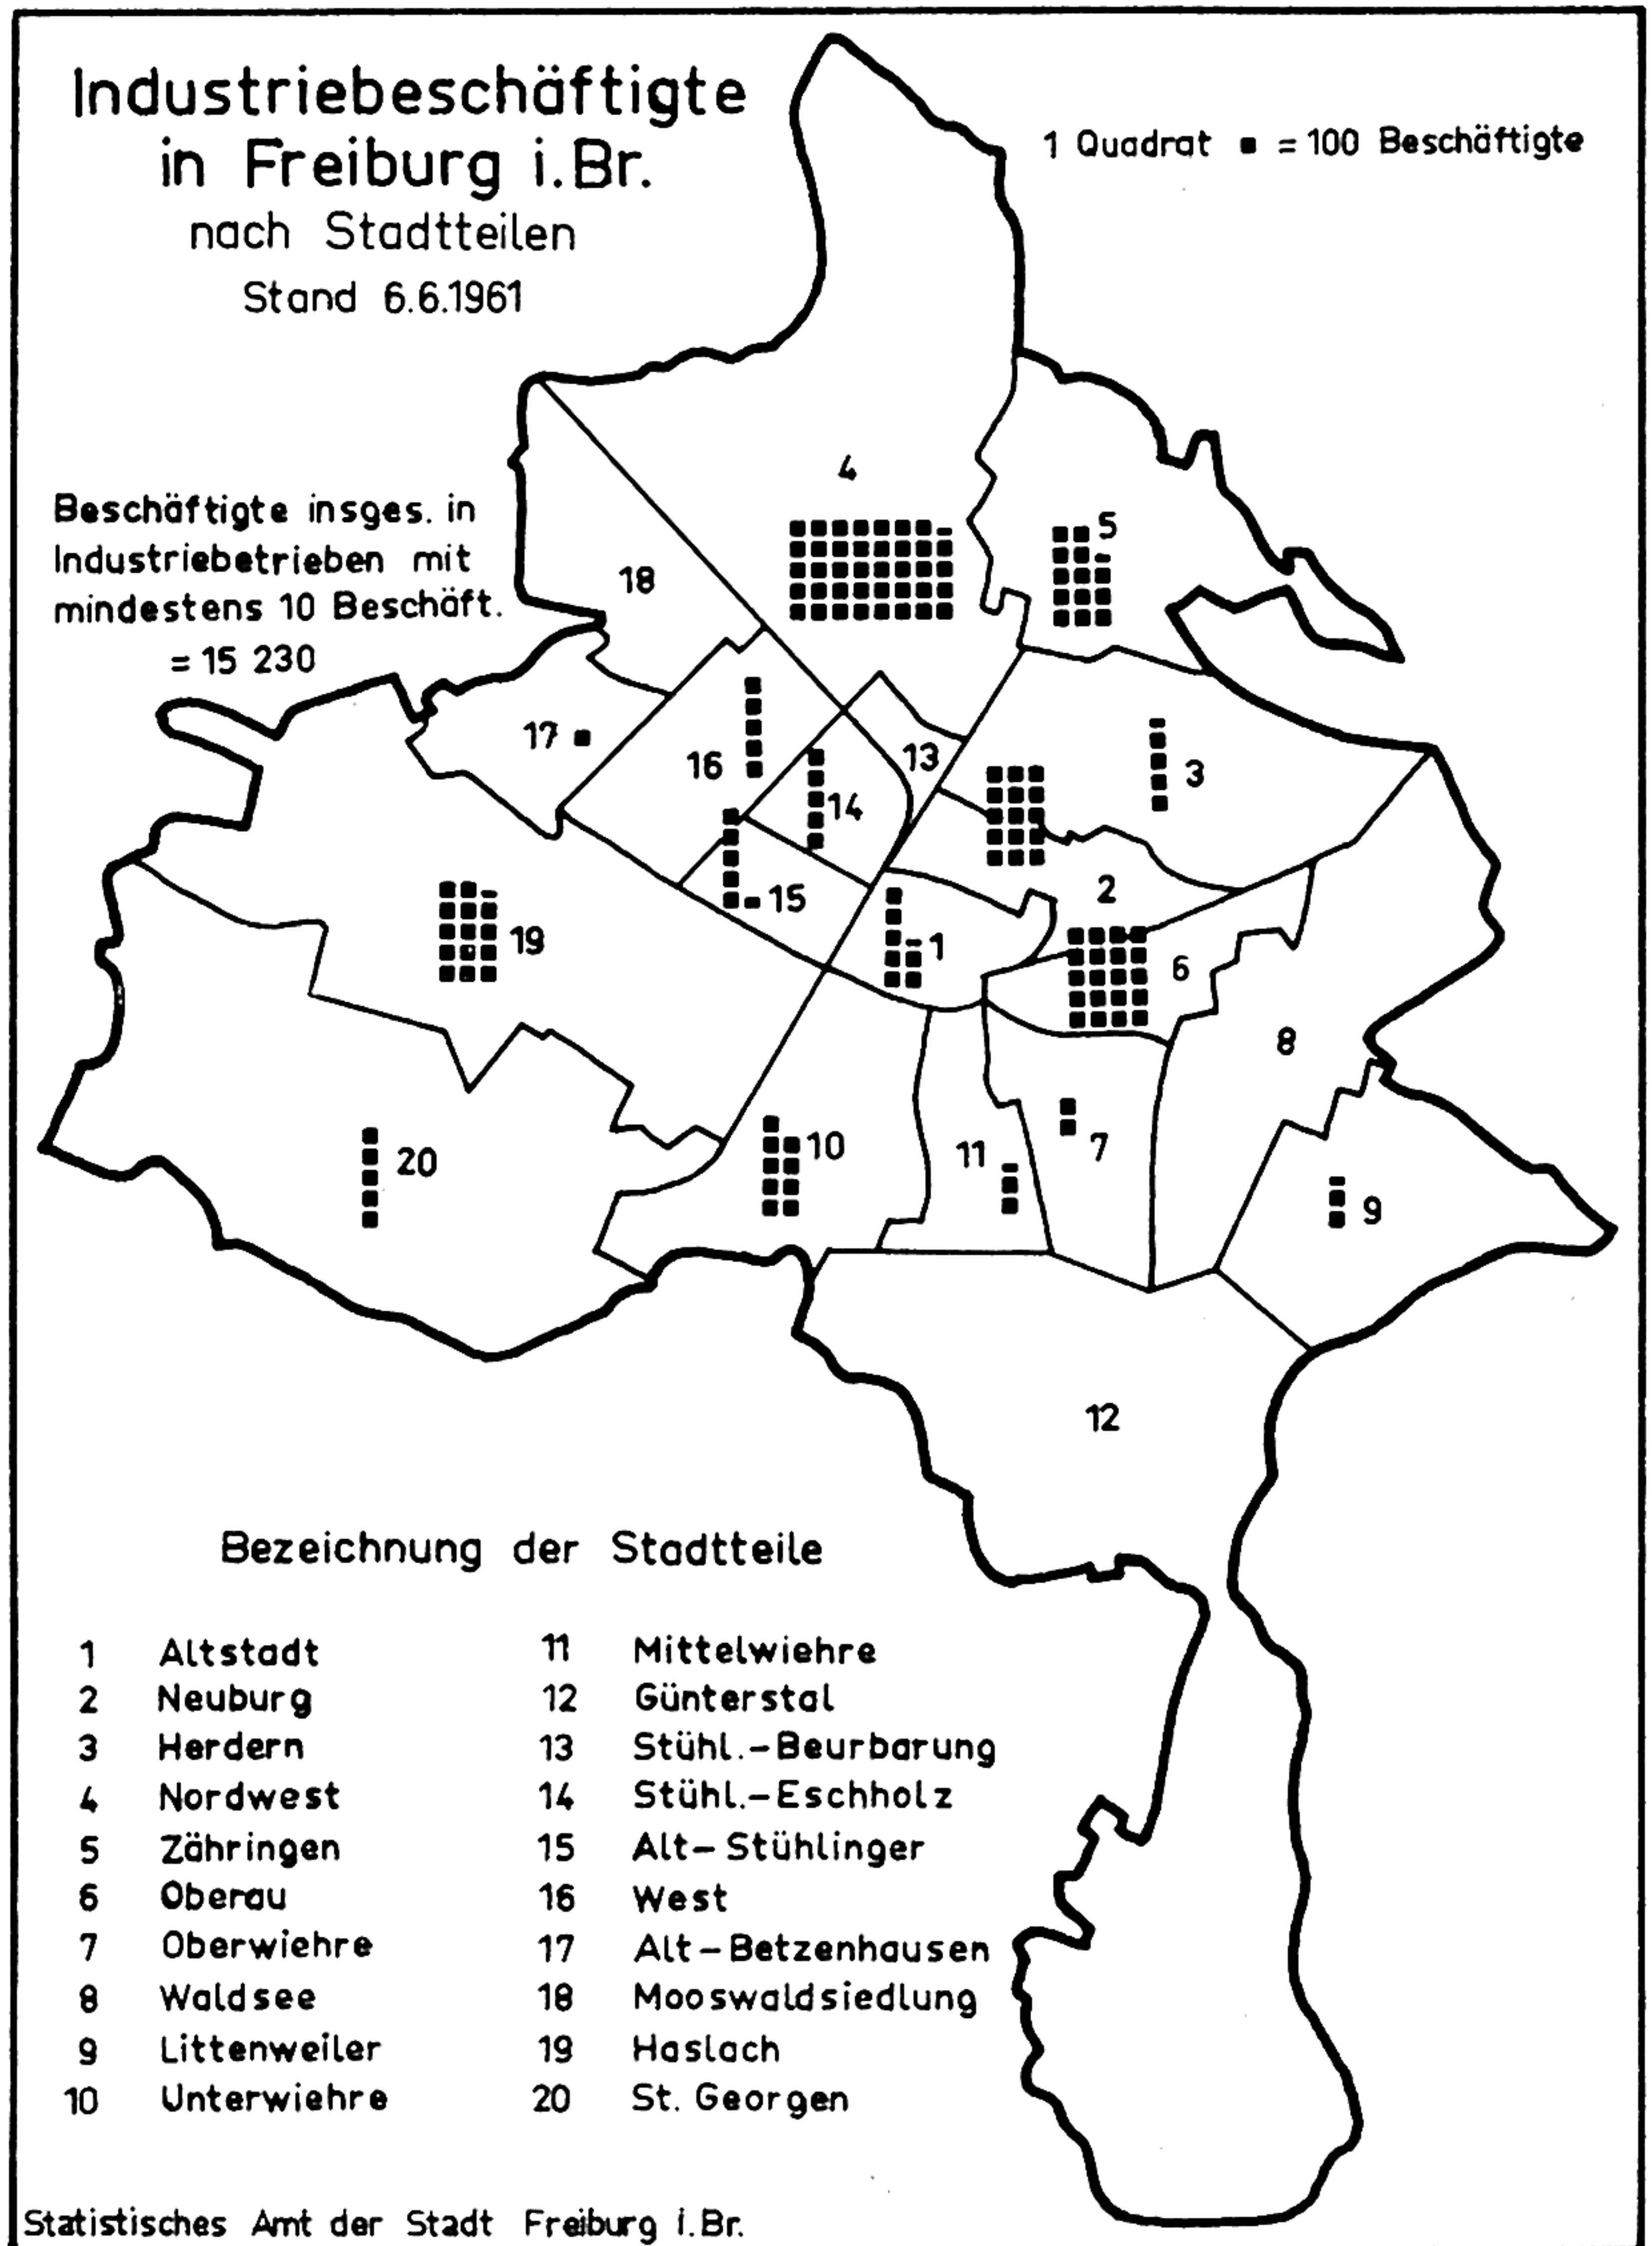 Industriebeschäftigte
in Freiburg i.Br.
nach Stadtteilen
Stand 6.6.1961
1 Quadrat ▪ = 100 Beschäftigte
Beschäftigte insges. in
Industriebetrieben mit
mindestens 10 Beschäft.
= 15 230
4
5
18
17
16
13
3
14
2
15
19
1
6
8
20
10
11
7
9
12
Bezeichnung der Stadtteile
1 Altstadt
2 Neuburg
3 Herdern
4 Nordwest
5 Zähringen
6 Oberau
7 Oberwiehre
8 Waldsee
9 Littenweiler
10 Unterwiehre
11 Mittelwiehre
12 Günterstal
13 Stühl.-Beurbarung
14 Stühl.-Eschholz
15 Alt-Stühlinger
16 West
17 Alt-Betzenhausen
18 Mooswaldsiedlung
19 Haslach
20 St. Georgen
Statistisches Amt der Stadt Freiburg i.Br.